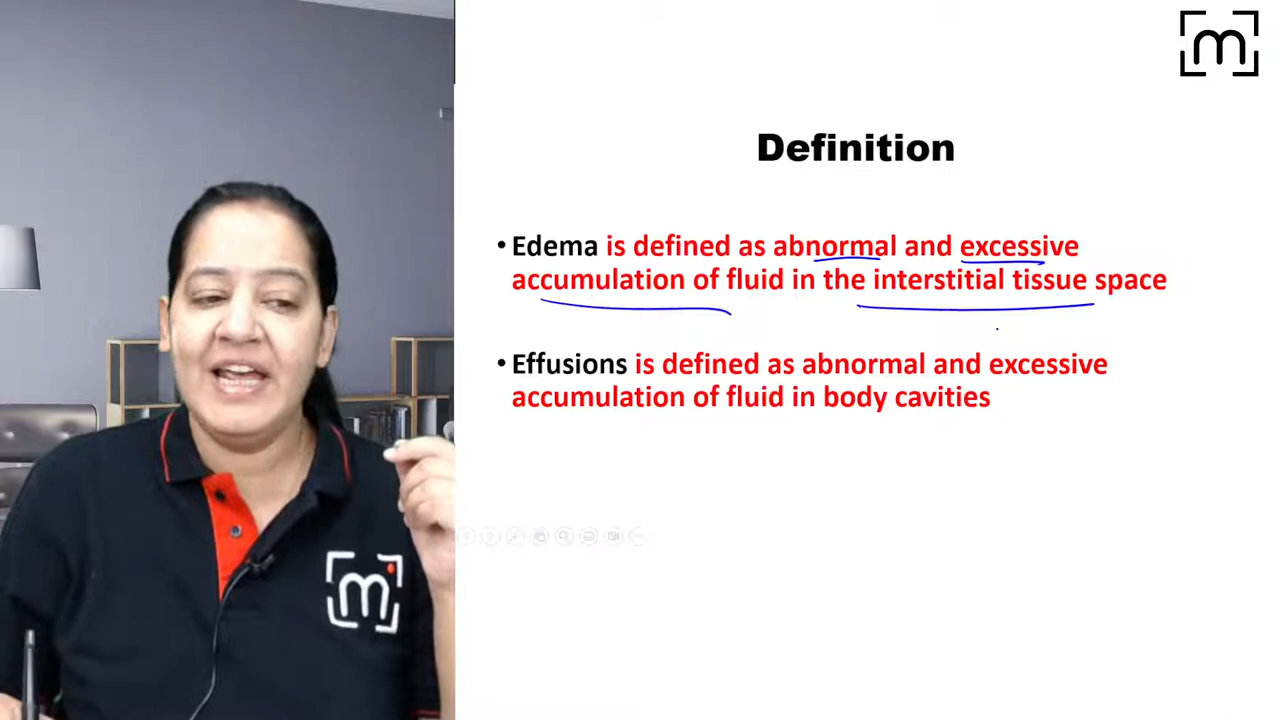 m
Definition
• Edema is defined as abnormal and excessive
accumulation of fluid in the interstitial tissue space
• Effusions is defined as abnormal and excessive
accumulation of fluid in body cavities
m